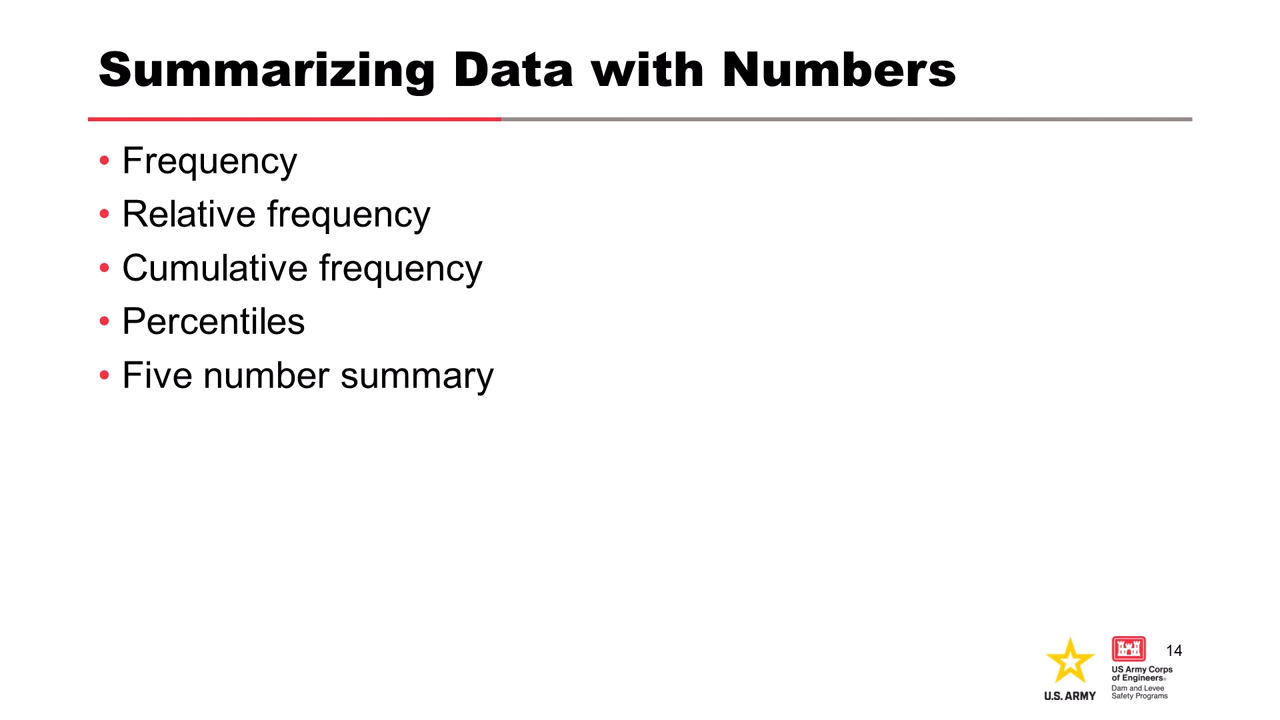 Summarizing Data with Numbers
• Frequency
• Relative frequency
• Cumulative frequency
• Percentiles
• Five number summary
U.S. ARMY
US Army Corps
of Engineers®
Dam and Levee
Safety Programs
14